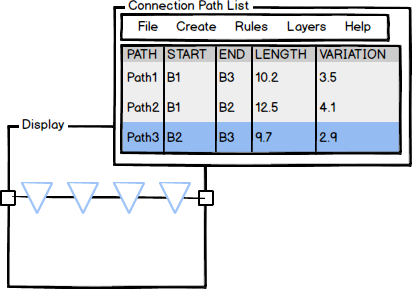 Connection Path List
File Create Rules Layers Help
PATH START END LENGTH VARIATION
Path1 B1 B3 10.2 3.5
Path2 B1 B2 12.5 4.1
Path3 B2 B3 9.7 2.9
Display